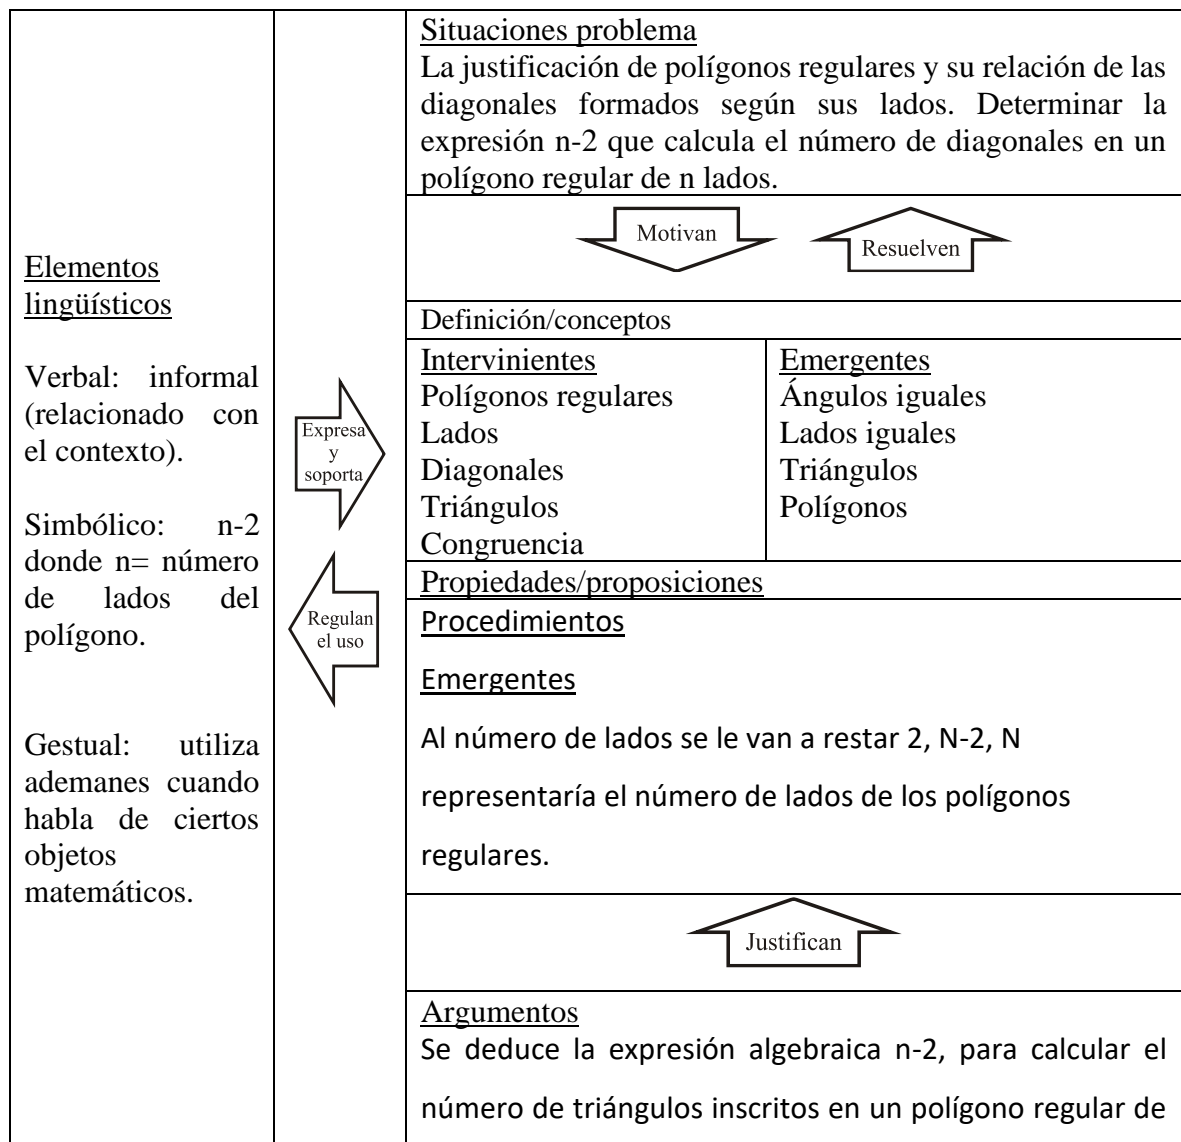 Elementos
lingüísticos
Verbal: informal
(relacionado con
el contexto).
Simbólico: n-2
donde n= número
de lados del
polígono.
Gestual: utiliza
ademanes cuando
habla de ciertos
objetos
matemáticos.
Expresa
y
soporta
Regulan
el uso
Situaciones problema
La justificación de polígonos regulares y su relación de las
diagonales formados según sus lados. Determinar la
expresión n-2 que calcula el número de diagonales en un
polígono regular de n lados.
Motivan
Resuelven
Definición/conceptos
Intervinientes
Polígonos regulares
Lados
Diagonales
Triángulos
Congruencia
Emergentes
Ángulos iguales
Lados iguales
Triángulos
Polígonos
Propiedades/proposiciones
Procedimientos
Emergentes
Al número de lados se le van a restar 2, N-2, N
representaría el número de lados de los polígonos
regulares.
Justifican
Argumentos
Se deduce la expresión algebraica n-2, para calcular el
número de triángulos inscritos en un polígono regular de